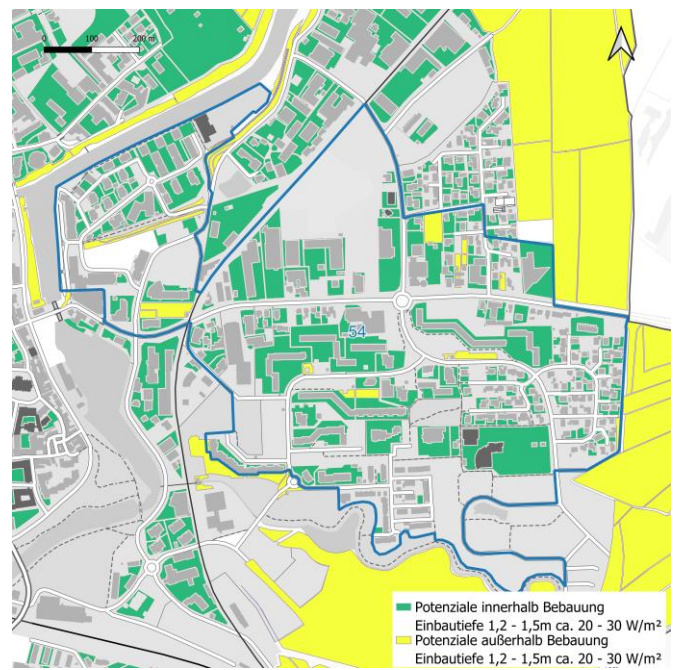 0 100 200 m
54
Potenziale innerhalb Bebauung
Einbautiefe 1,2 - 1,5m ca. 20 - 30 W/m²
Potenziale außerhalb Bebauung
Einbautiefe 1,2 - 1,5m ca. 20 - 30 W/m²